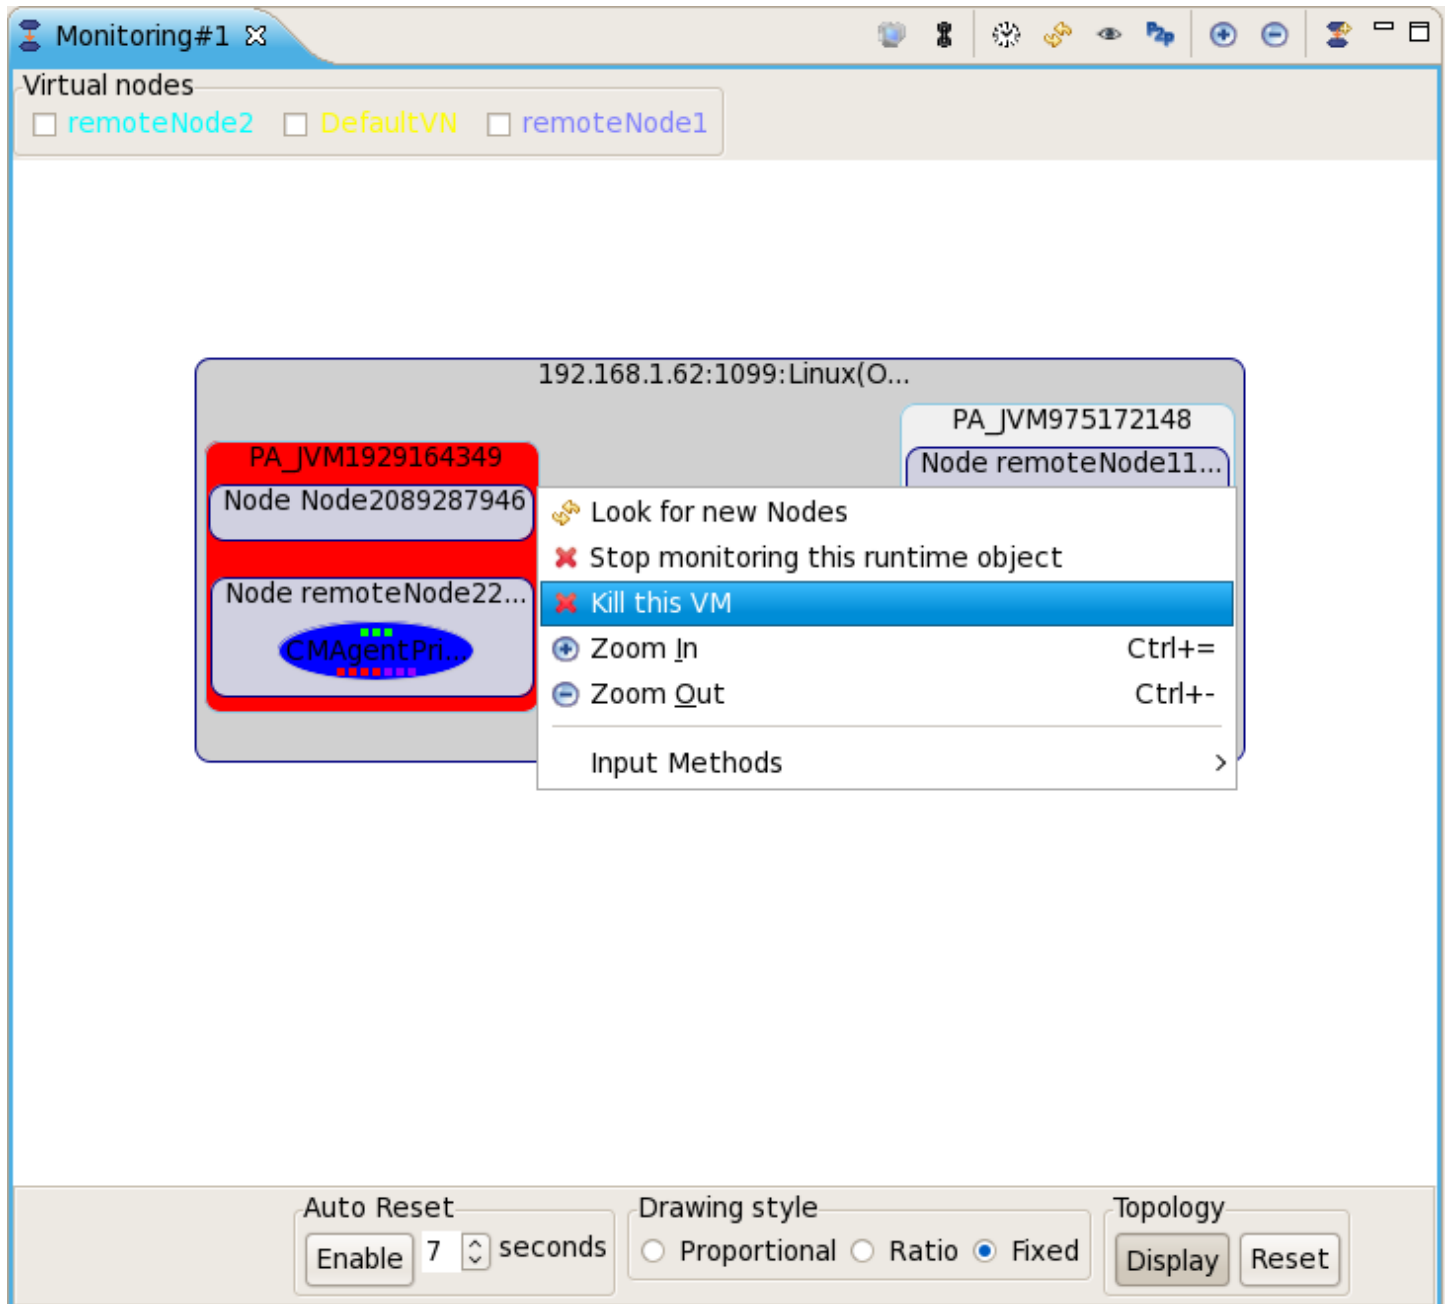 Monitoring#1
P2P
Virtual nodes
remoteNode2 DefaultVN remoteNode1
192.168.1.62:1099:Linux(O...
PA_JVM975172148
Node remoteNode11...
PA_JVM1929164349
Node Node2089287946
Node remoteNode22...
CMAgentPri...
Look for new Nodes
Stop monitoring this runtime object
Kill this VM
Zoom In Ctrl+=
Zoom Out Ctrl+-
Input Methods
Auto Reset
Enable 7 seconds
Drawing style
Proportional Ratio Fixed
Topology
Display Reset